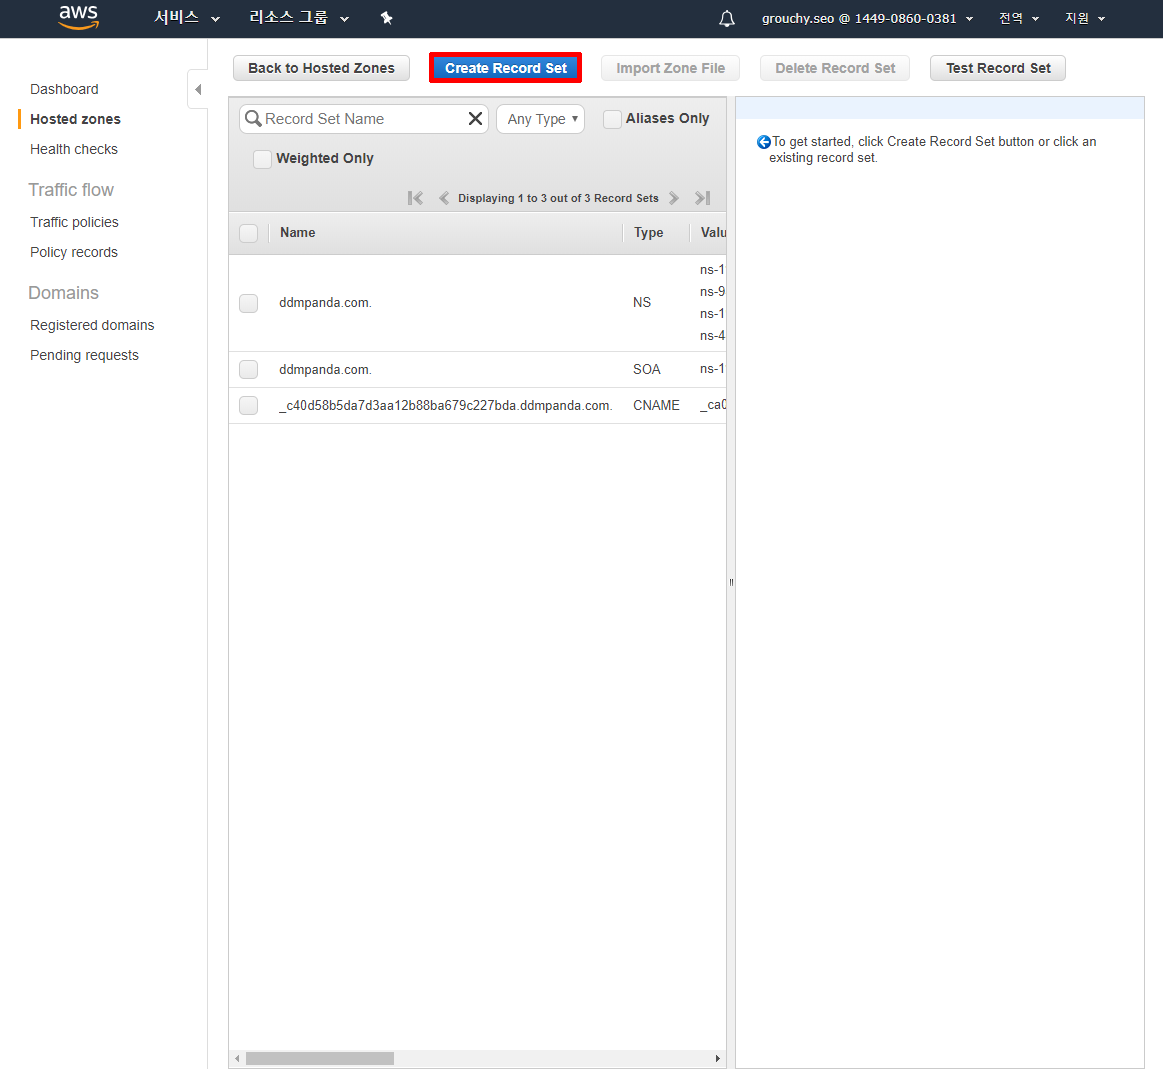 aws 서비스 리소스 그룹 grouchy.seo @ 1449-0860-0381 전역 지원
Dashboard
Hosted zones
Health checks
Traffic flow
Traffic policies
Policy records
Domains
Registered domains
Pending requests
Back to Hosted Zones Create Record Set Import Zone File Delete Record Set Test Record Set
Record Set Name Any Type Aliases Only
Weighted Only
Displaying 1 to 3 out of 3 Record Sets
Name Type Valu
ddmpanda.com. NS ns-1
ns-9
ns-1
ns-4
ddmpanda.com. SOA ns-1
_c40d58b5da7d3aa12b88ba679c227bda.ddmpanda.com. CNAME _ca0
To get started, click Create Record Set button or click an
existing record set.